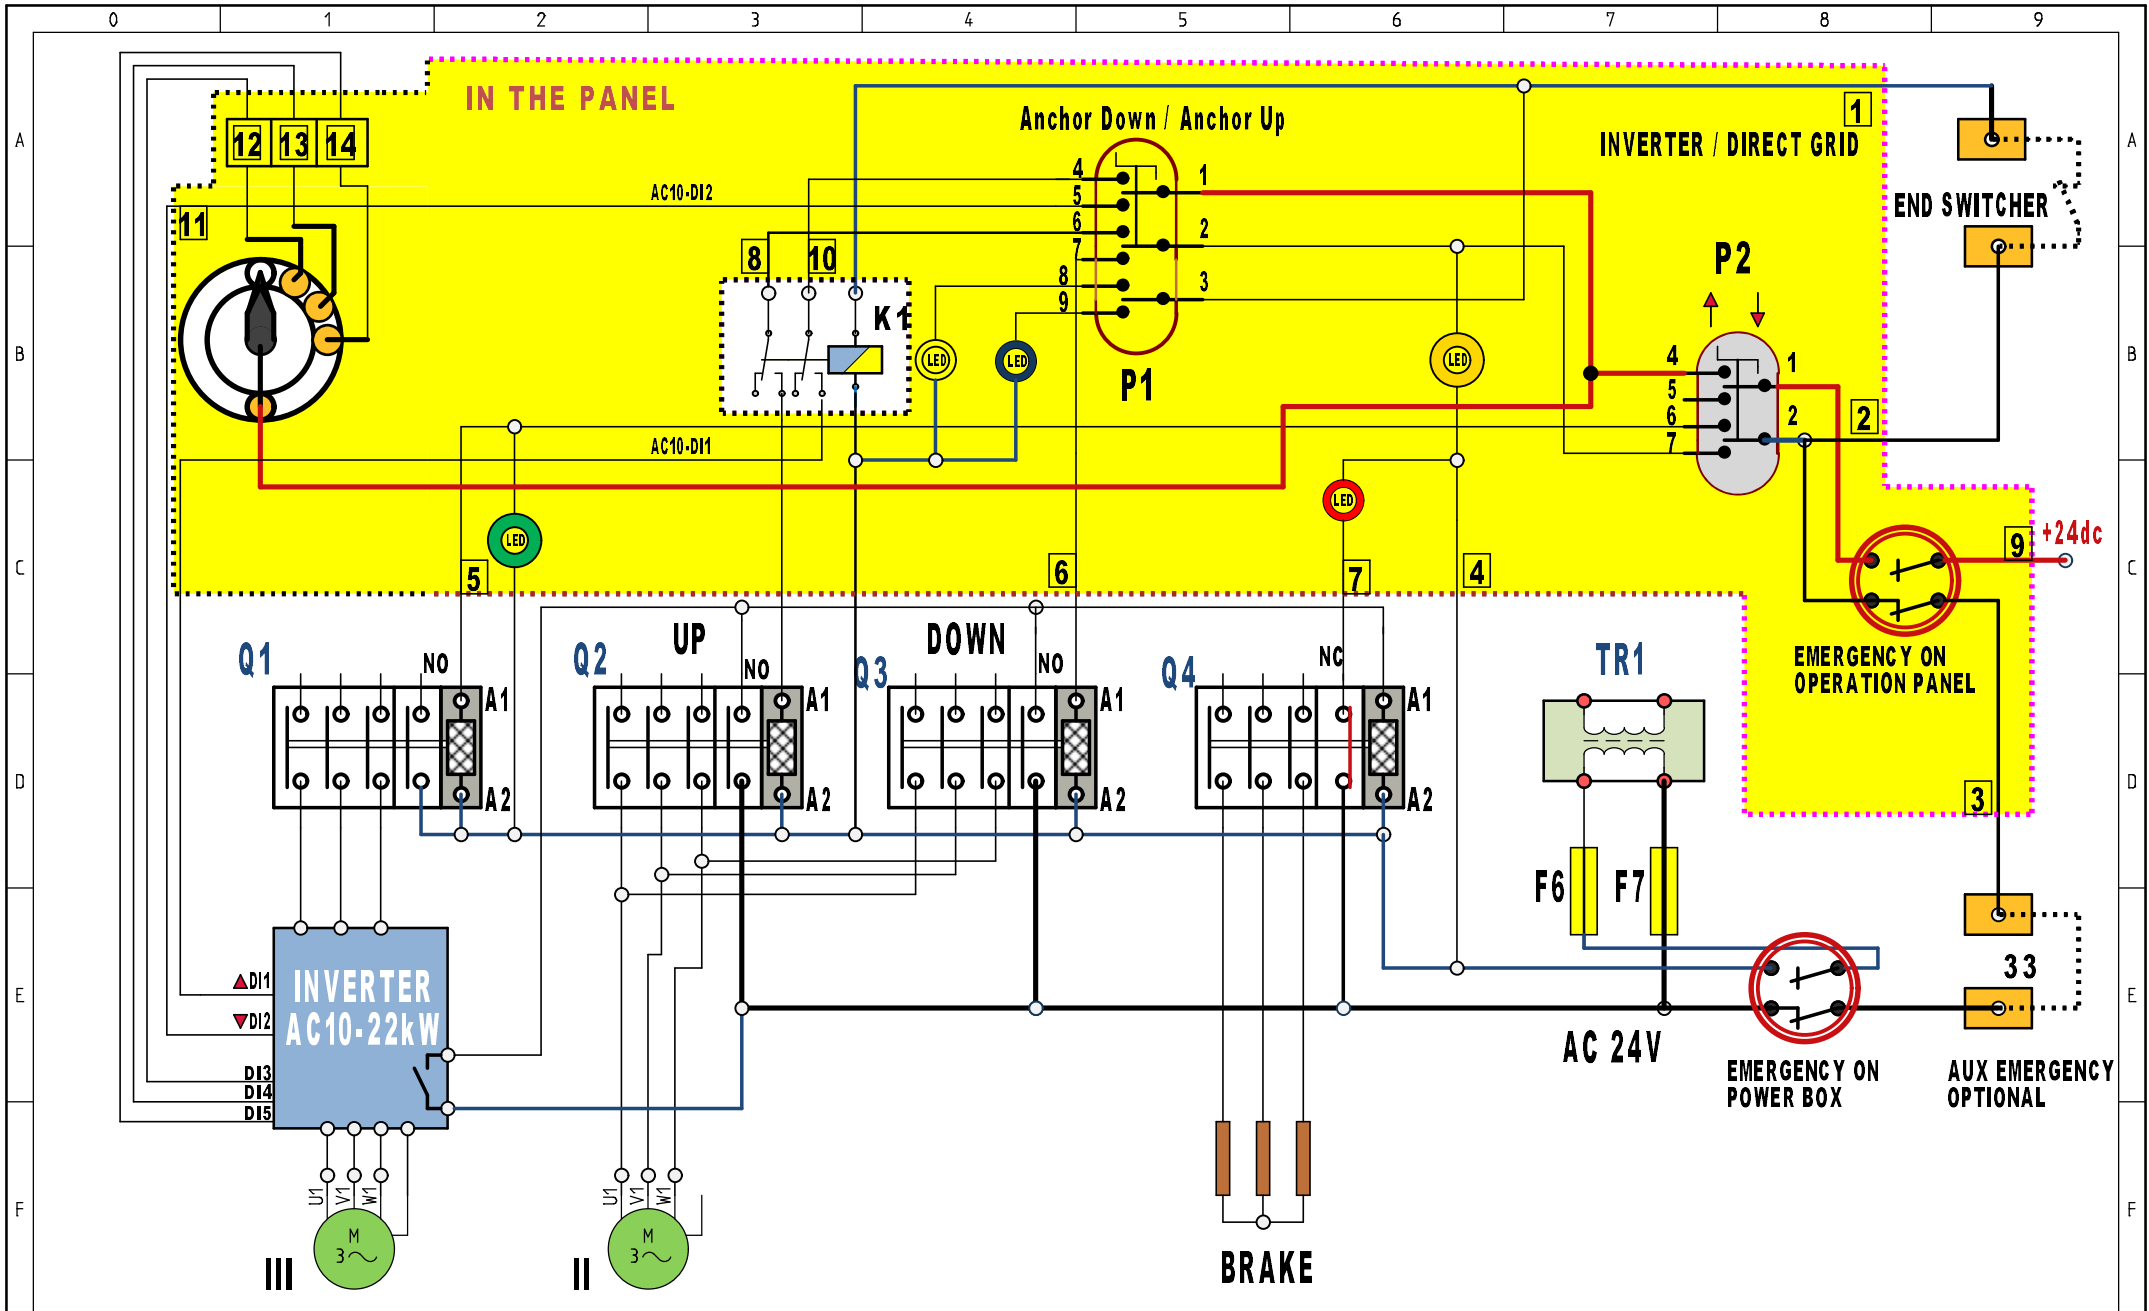 0 1 2 3 4 5 6 7 8 9
IN THE PANEL
1
Anchor Down / Anchor Up
A
12 13 14
INVERTER / DIRECT GRID
A
4 1
AC10-DI2
5
END SWITCHER
11
6 2
7
8 10
P2
8 3
9
K1
B
LED LED LED
4 1
B
P1
5
6 2
2
AC10-DI1
7
LED
+24dc
LED
9
C
5 6 7 4
C
UP DOWN
Q1 NO Q2 NO Q3 NO Q4 NC
TR1
EMERGENCY ON
OPERATION PANEL
A1 A1 A1 A1
D
D
A2 A2 A2 A2
3
F6 F7
33
DI1
INVERTER
E
E
DI2
AC10-22kW
AC 24V
DI3
DI4
DI5
EMERGENCY ON
POWER BOX
AUX EMERGENCY
OPTIONAL
U1 V1 W1 U1 V1 W1
F
F
M M
3~ 3~
III II
BRAKE